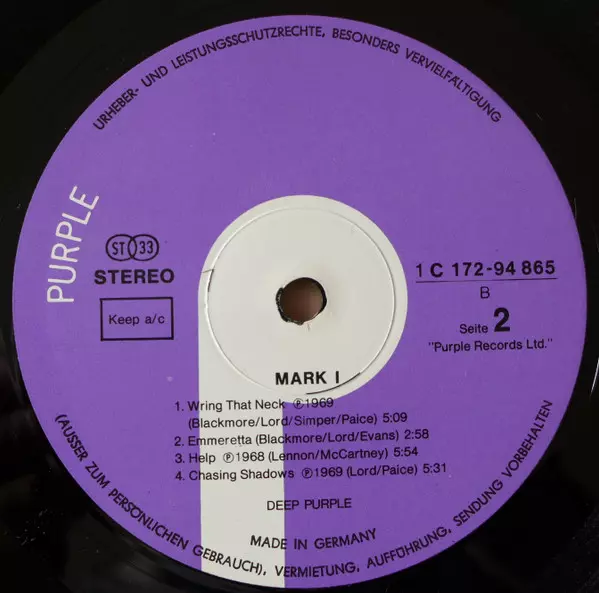 URHEBER- UND LEISTUNGSSCHUTZRECHTE, BESONDERS VERVIELFÄLTIGUNG
PURPLE
ST 33
STEREO
Keep a/c
1 C 172-94 865
B
Seite 2
"Purple Records Ltd."
MARK I
1. Wring That Neck ℗1969
(Blackmore/Lord/Simper/Paice) 5:09
2. Emmeretta (Blackmore/Lord/Evans) 2:58
3. Help ℗1968 (Lennon/McCartney) 5:54
4. Chasing Shadows ℗1969 (Lord/Paice) 5:31
DEEP PURPLE
MADE IN GERMANY
(AUSSER ZUM PERSÖNLICHEN GEBRAUCH), VERMIETUNG, AUFFÜHRUNG, SENDUNG VORBEHALTEN